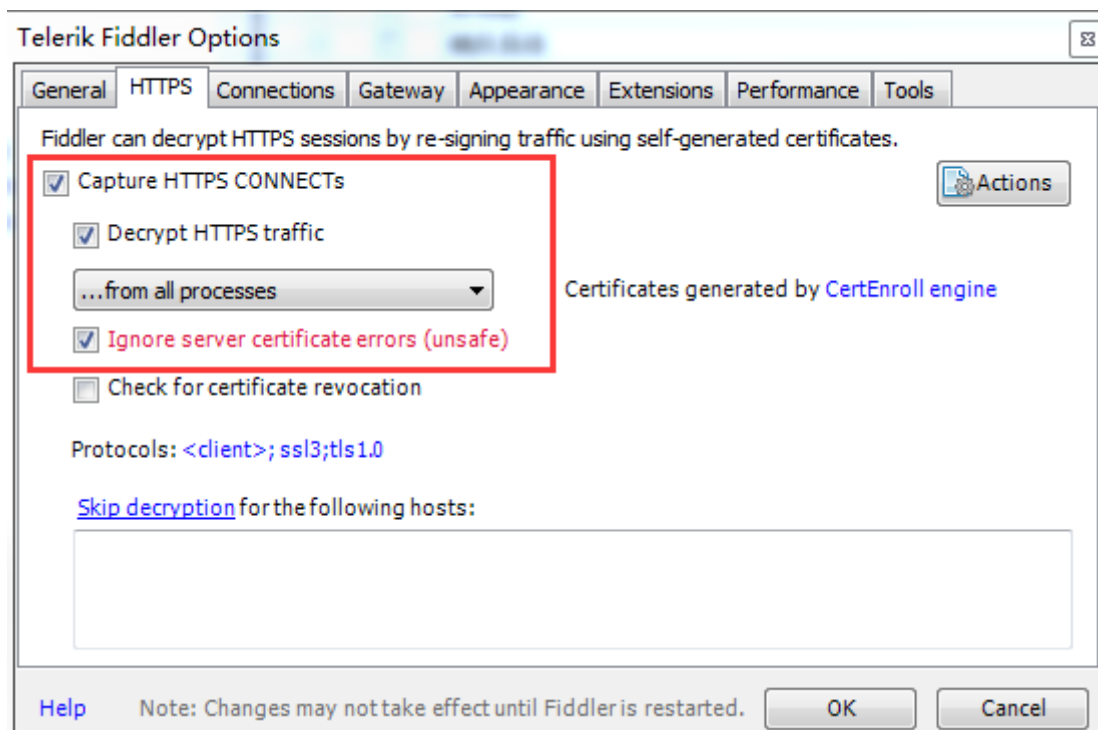 Telerik Fiddler Options
General HTTPS Connections Gateway Appearance Extensions Performance Tools
Fiddler can decrypt HTTPS sessions by re-signing traffic using self-generated certificates.
Capture HTTPS CONNECTs
Actions
Decrypt HTTPS traffic
...from all processes
Certificates generated by CertEnroll engine
Ignore server certificate errors (unsafe)
Check for certificate revocation
Protocols: <client>; ssl3;tls1.0
Skip decryption for the following hosts:
Help
Note: Changes may not take effect until Fiddler is restarted.
OK
Cancel